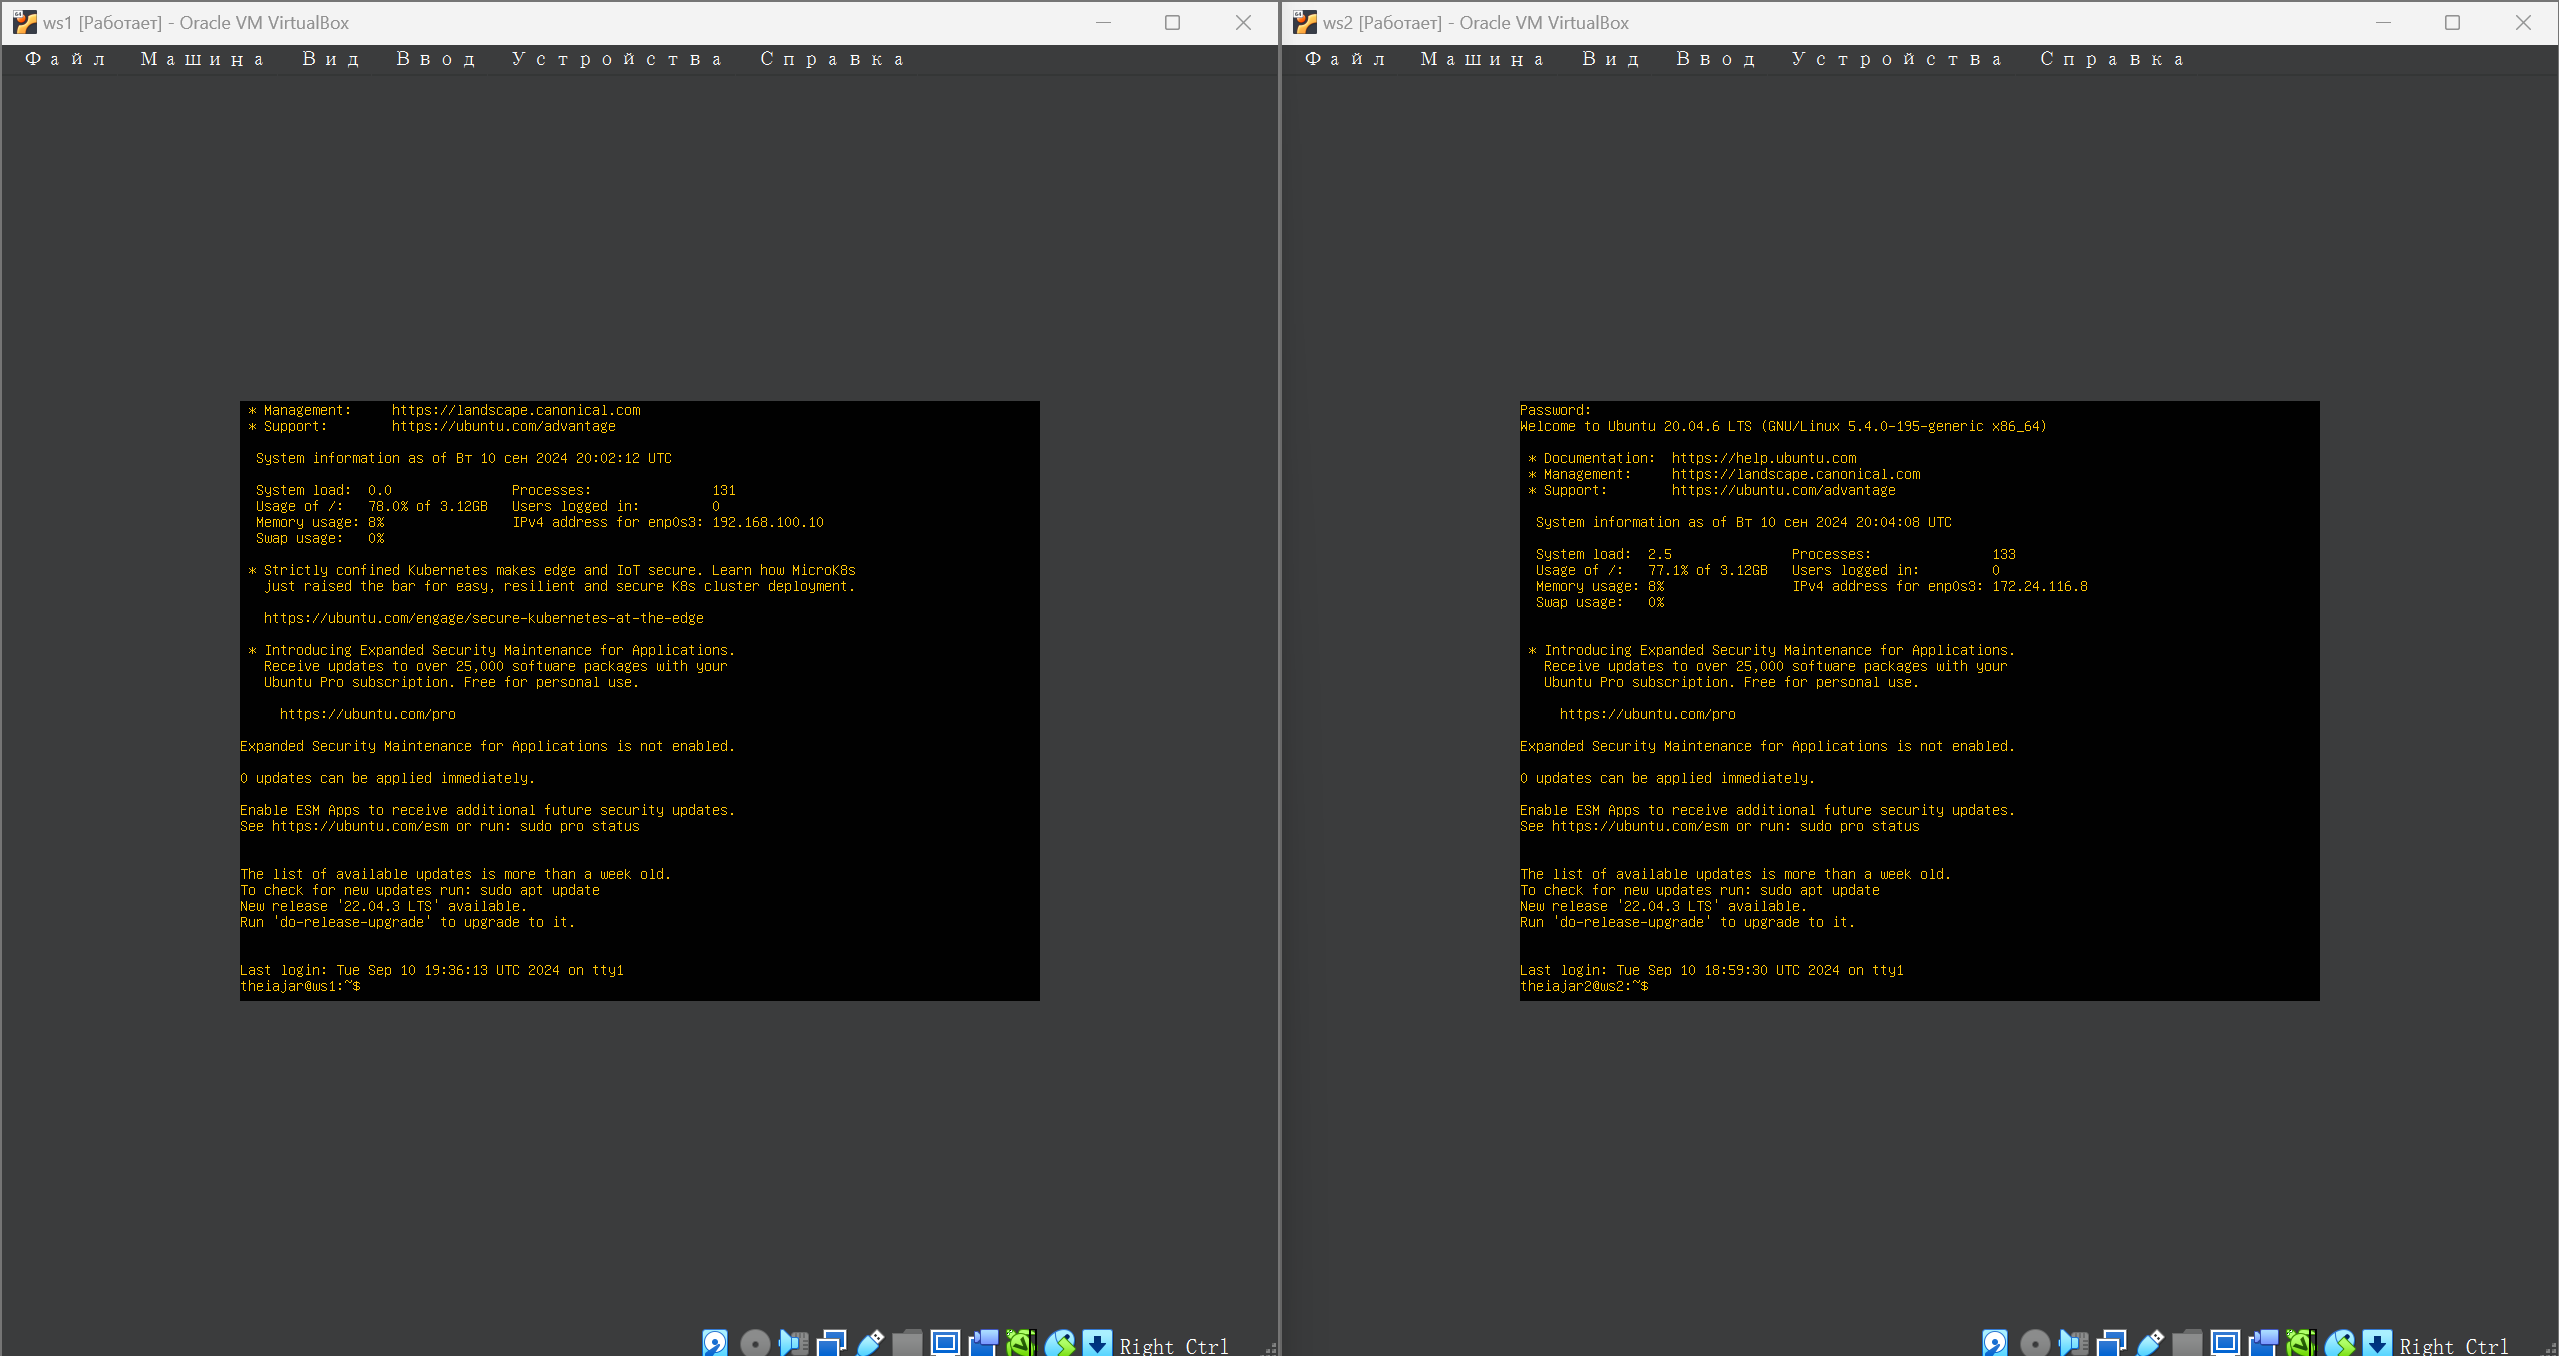 ws1 [Работает] - Oracle VM VirtualBox
Файл Машина Вид Ввод Устройства Справка
* Management: https://landscape.canonical.com
* Support: https://ubuntu.com/advantage
System information as of Вт 10 сен 2024 20:02:12 UTC
System load: 0.0 Processes: 131
Usage of /: 78.0% of 3.12GB Users logged in: 0
Memory usage: 8% IPv4 address for enp0s3: 192.168.100.10
Swap usage: 0%
* Strictly confined Kubernetes makes edge and IoT secure. Learn how MicroK8s
just raised the bar for easy, resilient and secure K8s cluster deployment.
https://ubuntu.com/engage/secure-kubernetes-at-the-edge
* Introducing Expanded Security Maintenance for Applications.
Receive updates to over 25,000 software packages with your
Ubuntu Pro subscription. Free for personal use.
https://ubuntu.com/pro
Expanded Security Maintenance for Applications is not enabled.
0 updates can be applied immediately.
Enable ESM Apps to receive additional future security updates.
See https://ubuntu.com/esm or run: sudo pro status
The list of available updates is more than a week old.
To check for new updates run: sudo apt update
New release '22.04.3 LTS' available.
Run 'do-release-upgrade' to upgrade to it.
Last login: Tue Sep 10 19:36:13 UTC 2024 on tty1
theiajar@ws1:~$
Right Ctrl
ws2 [Работает] - Oracle VM VirtualBox
Файл Машина Вид Ввод Устройства Справка
Password:
Welcome to Ubuntu 20.04.6 LTS (GNU/Linux 5.4.0-195-generic x86_64)
* Documentation: https://help.ubuntu.com
* Management: https://landscape.canonical.com
* Support: https://ubuntu.com/advantage
System information as of Вт 10 сен 2024 20:04:08 UTC
System load: 2.5 Processes: 133
Usage of /: 77.1% of 3.12GB Users logged in: 0
Memory usage: 8% IPv4 address for enp0s3: 172.24.116.8
Swap usage: 0%
* Introducing Expanded Security Maintenance for Applications.
Receive updates to over 25,000 software packages with your
Ubuntu Pro subscription. Free for personal use.
https://ubuntu.com/pro
Expanded Security Maintenance for Applications is not enabled.
0 updates can be applied immediately.
Enable ESM Apps to receive additional future security updates.
See https://ubuntu.com/esm or run: sudo pro status
The list of available updates is more than a week old.
To check for new updates run: sudo apt update
New release '22.04.3 LTS' available.
Run 'do-release-upgrade' to upgrade to it.
Last login: Tue Sep 10 18:59:30 UTC 2024 on tty1
theiajar2@ws2:~$
Right Ctrl